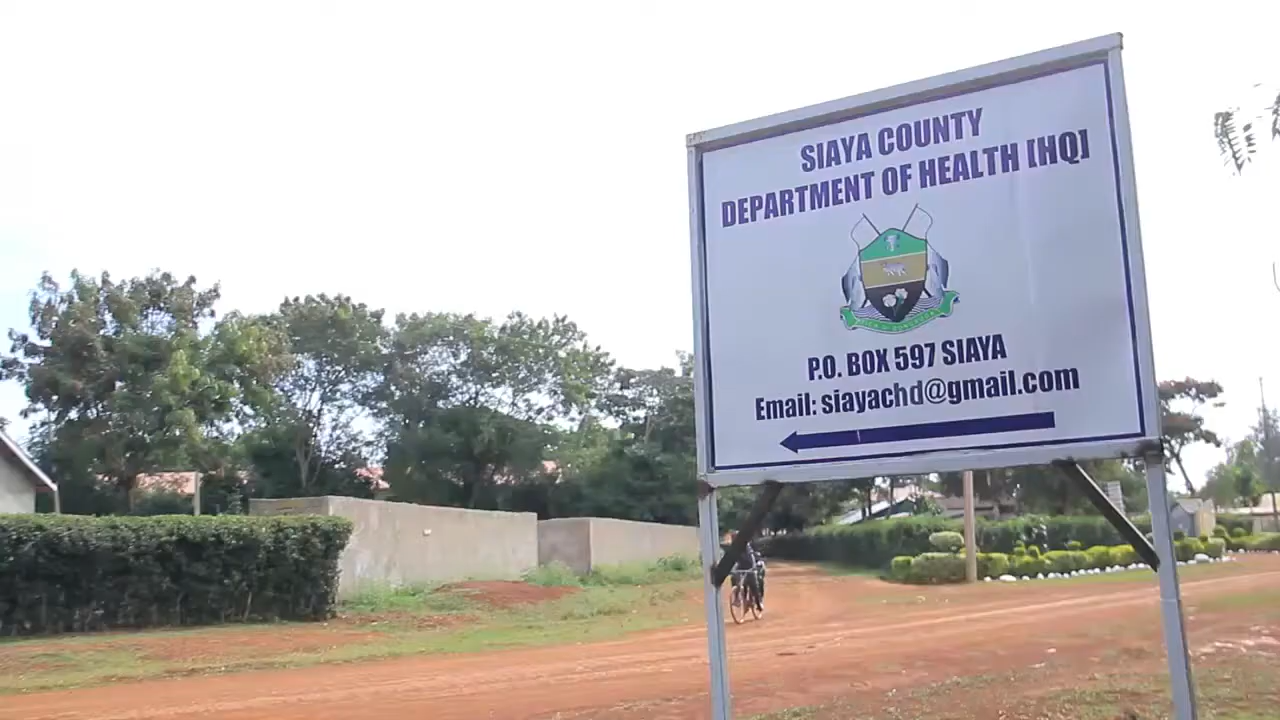 SIAYA COUNTY
DEPARTMENT OF HEALTH [HQ]
P.O. BOX 597 SIAYA
Email: siayachd@gmail.com